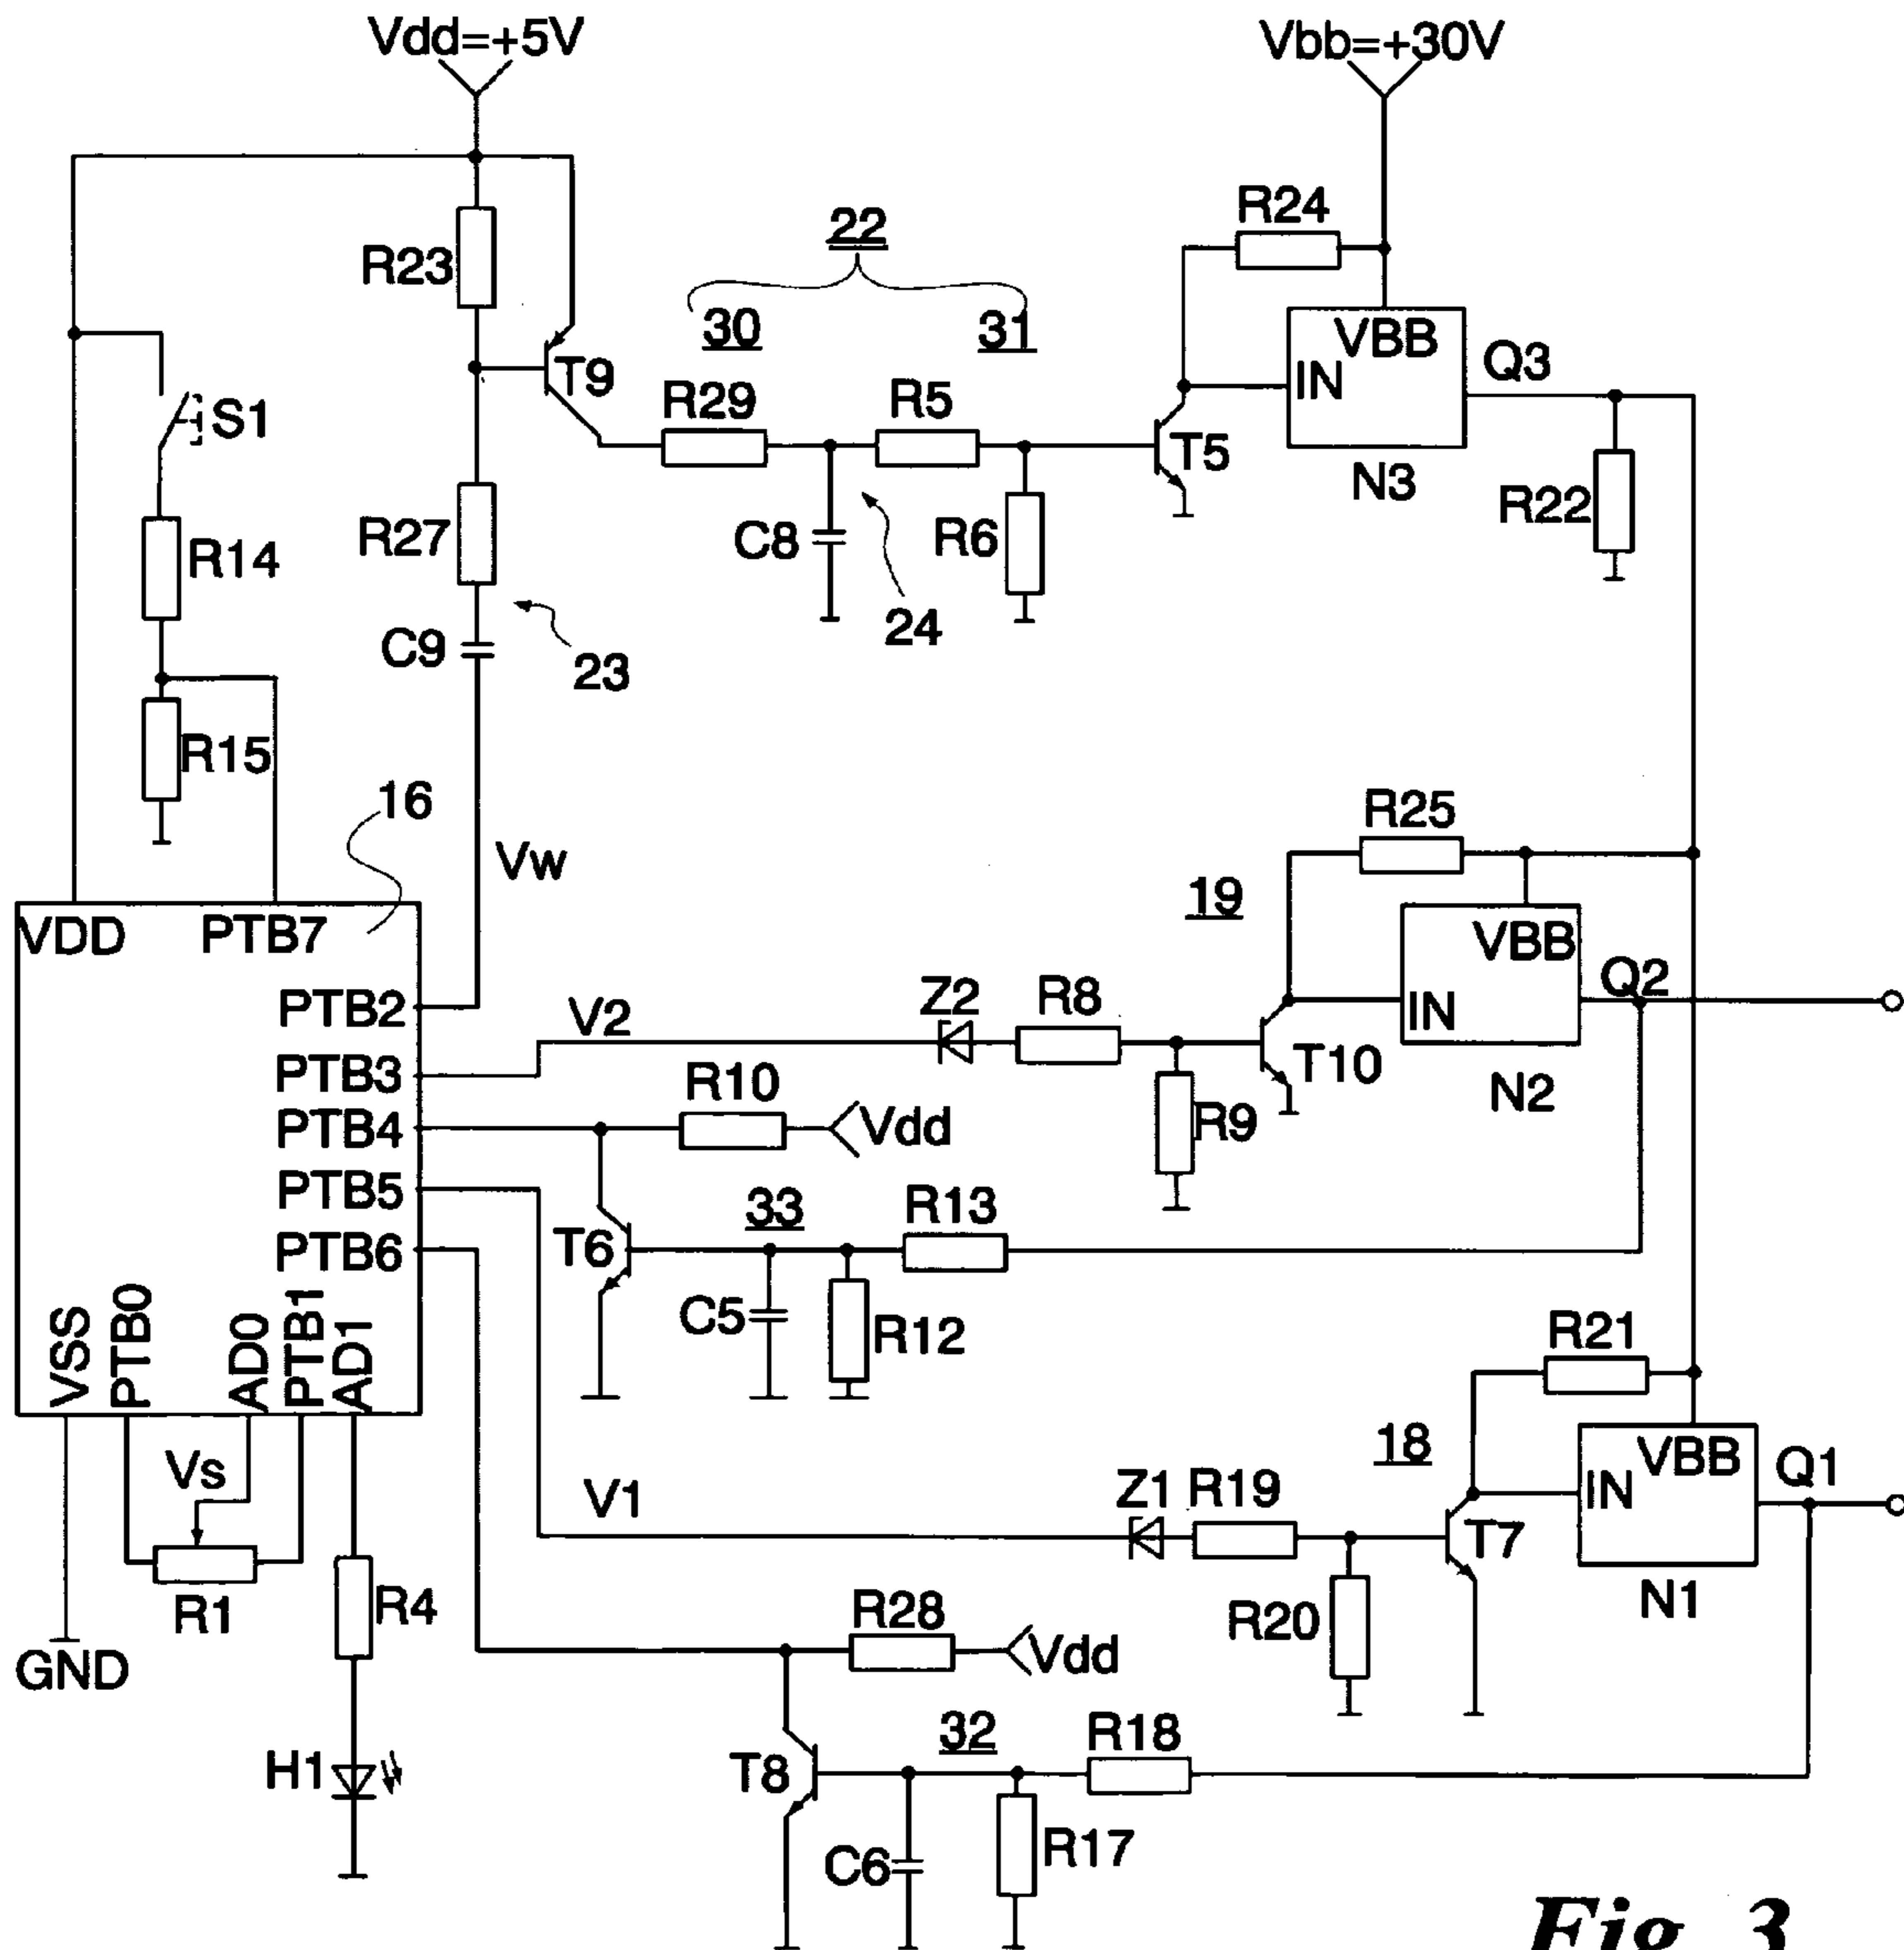 Vdd=+5V
Vbb=+30V
R24
22
R23
30
31
VBB
Q3
IN
T9
R29
R5
S1
T5
N3
R22
R14
R27
C8
R6
24
C9
23
R15
16
R25
Vw
19
VDD
PTB7
VBB
Q2
Z2
R8
PTB2
V2
IN
T10
PTB3
R10
N2
PTB4
Vdd
R9
PTB5
33
R13
T6
PTB6
C5
R12
R21
VSS
PTB0
AD0
PTB1
AD1
18
VBB
Q1
Vs
V1
Z1
R19
IN
T7
R1
R4
R28
R20
N1
GND
Vdd
32
R18
H1
T8
C6
R17
Fig. 3